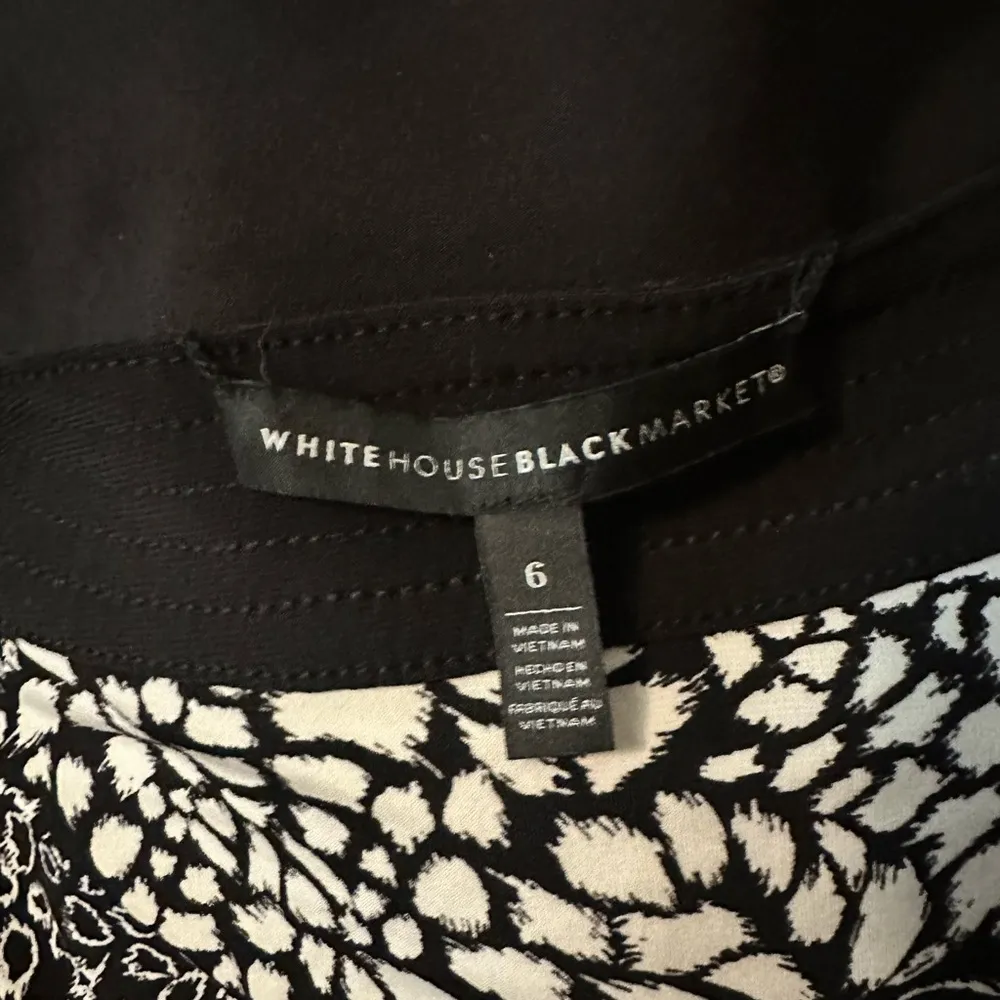 WHITEHOUSEBLACKMARKET®
6
MADE IN
VIETNAM
HECHO EN
VIETNAM
FABRIQUÉ AU
VIETNAM